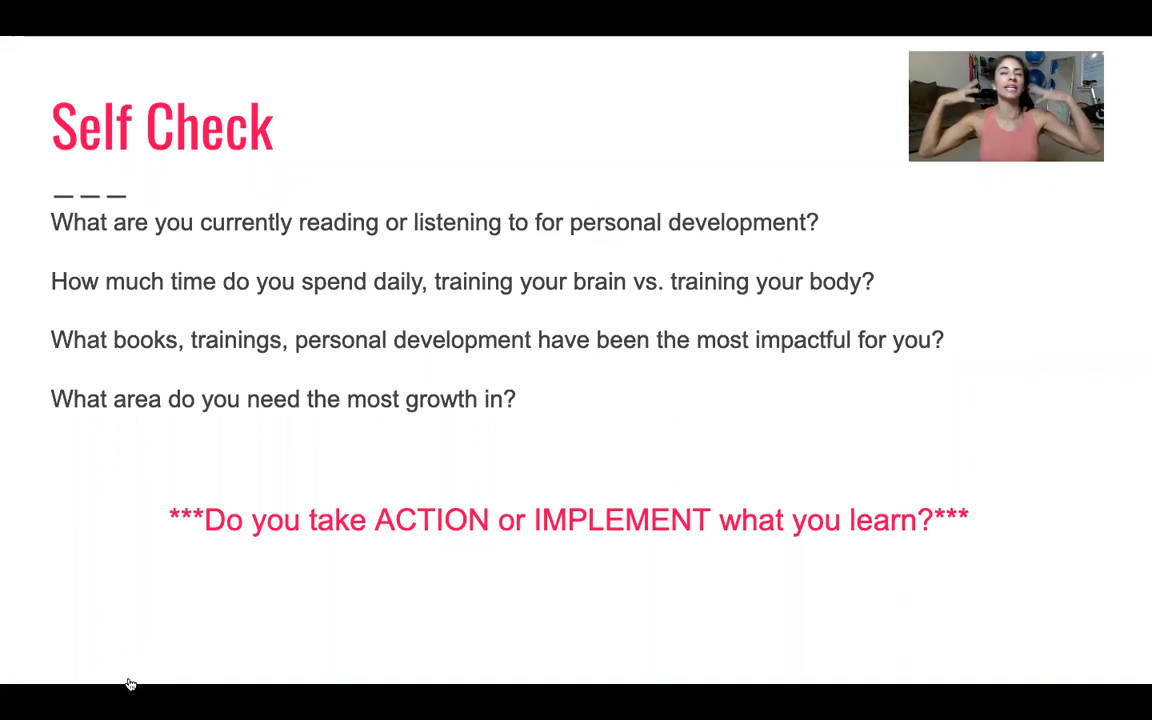 Self Check
What are you currently reading or listening to for personal development?
How much time do you spend daily, training your brain vs. training your body?
What books, trainings, personal development have been the most impactful for you?
What area do you need the most growth in?
***Do you take ACTION or IMPLEMENT what you learn?***